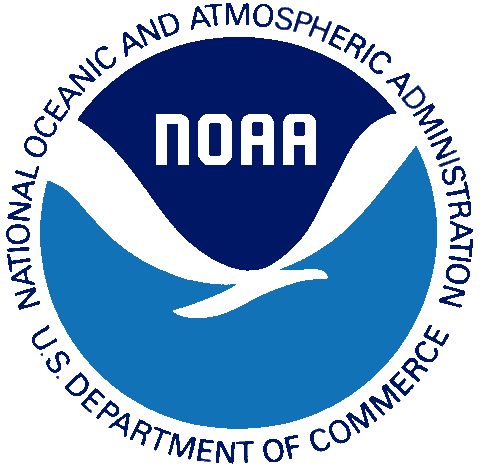 NATIONAL OCEANIC AND ATMOSPHERIC ADMINISTRATION
NOAA
U.S. DEPARTMENT OF COMMERCE